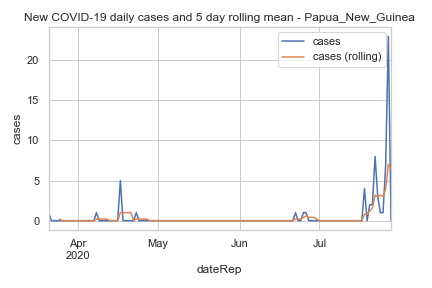 New COVID-19 daily cases and 5 day rolling mean - Papua_New_Guinea
cases
cases (rolling)
20
15
10
5
0
cases
Apr
2020
May
Jun
Jul
dateRep